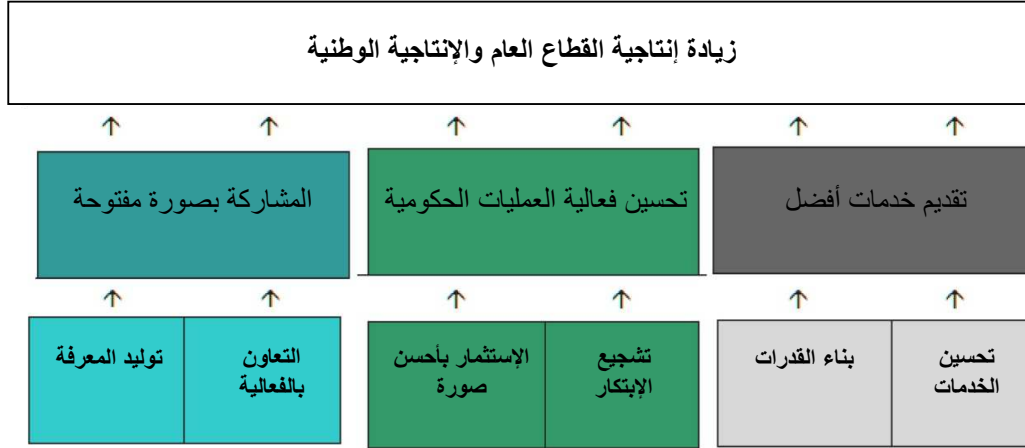 زيادة إنتاجية القطاع العام والإنتاجية الوطنية
تقديم خدمات أفضل
تحسين فعالية العمليات الحكومية
المشاركة بصورة مفتوحة
تحسين
الخدمات
بناء القدرات
تشجيع
الإبتكار
الإستثمار بأحسن
صورة
التعاون
بالفعالية
توليد المعرفة